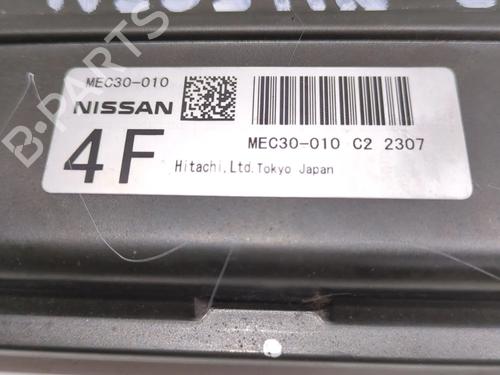 MEC30-010
NISSAN
4F
MEC30-010 C2 2307
Hitachi,Ltd.Tokyo Japan
B-PARTS